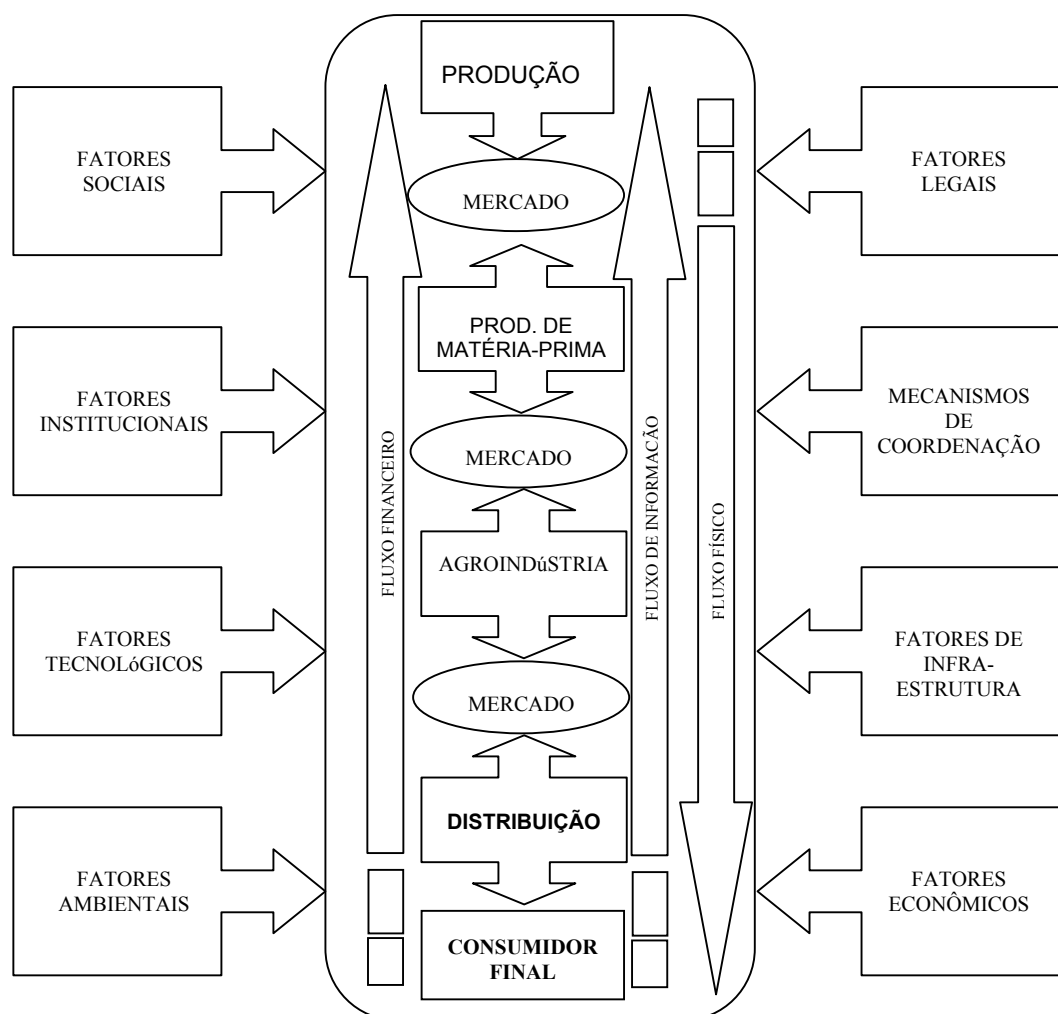 PRODUÇÃO
FATORES
SOCIAIS
MERCADO
FATORES
LEGAIS
PROD. DE
MATÉRIA-PRIMA
FATORES
INSTITUCIONAIS
MERCADO
MECANISMOS
DE
COORDENAÇÃO
FLUXO FINANCEIRO
FLUXO DE INFORMAÇÃO
FLUXO FÍSICO
AGROINDúSTRIA
FATORES
TECNOLóGICOS
MERCADO
FATORES DE
INFRA-
ESTRUTURA
DISTRIBUIÇÃO
FATORES
AMBIENTAIS
CONSUMIDOR
FINAL
FATORES
ECONÔMICOS